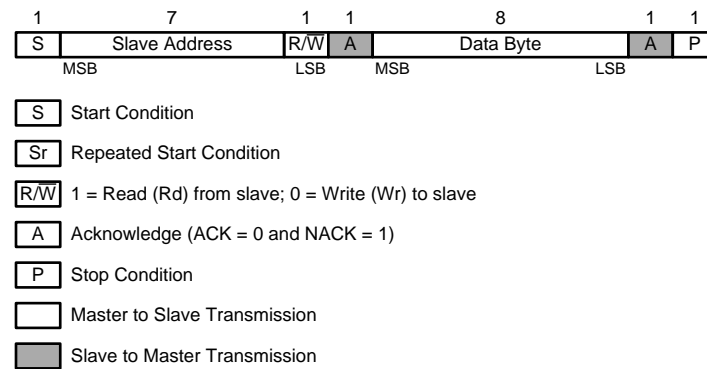 1 7 1 1 8 1 1
S Slave Address R/W̅ A Data Byte A P
MSB LSB MSB LSB
S Start Condition
Sr Repeated Start Condition
R/W̅ 1 = Read (Rd) from slave; 0 = Write (Wr) to slave
A Acknowledge (ACK = 0 and NACK = 1)
P Stop Condition
Master to Slave Transmission
Slave to Master Transmission